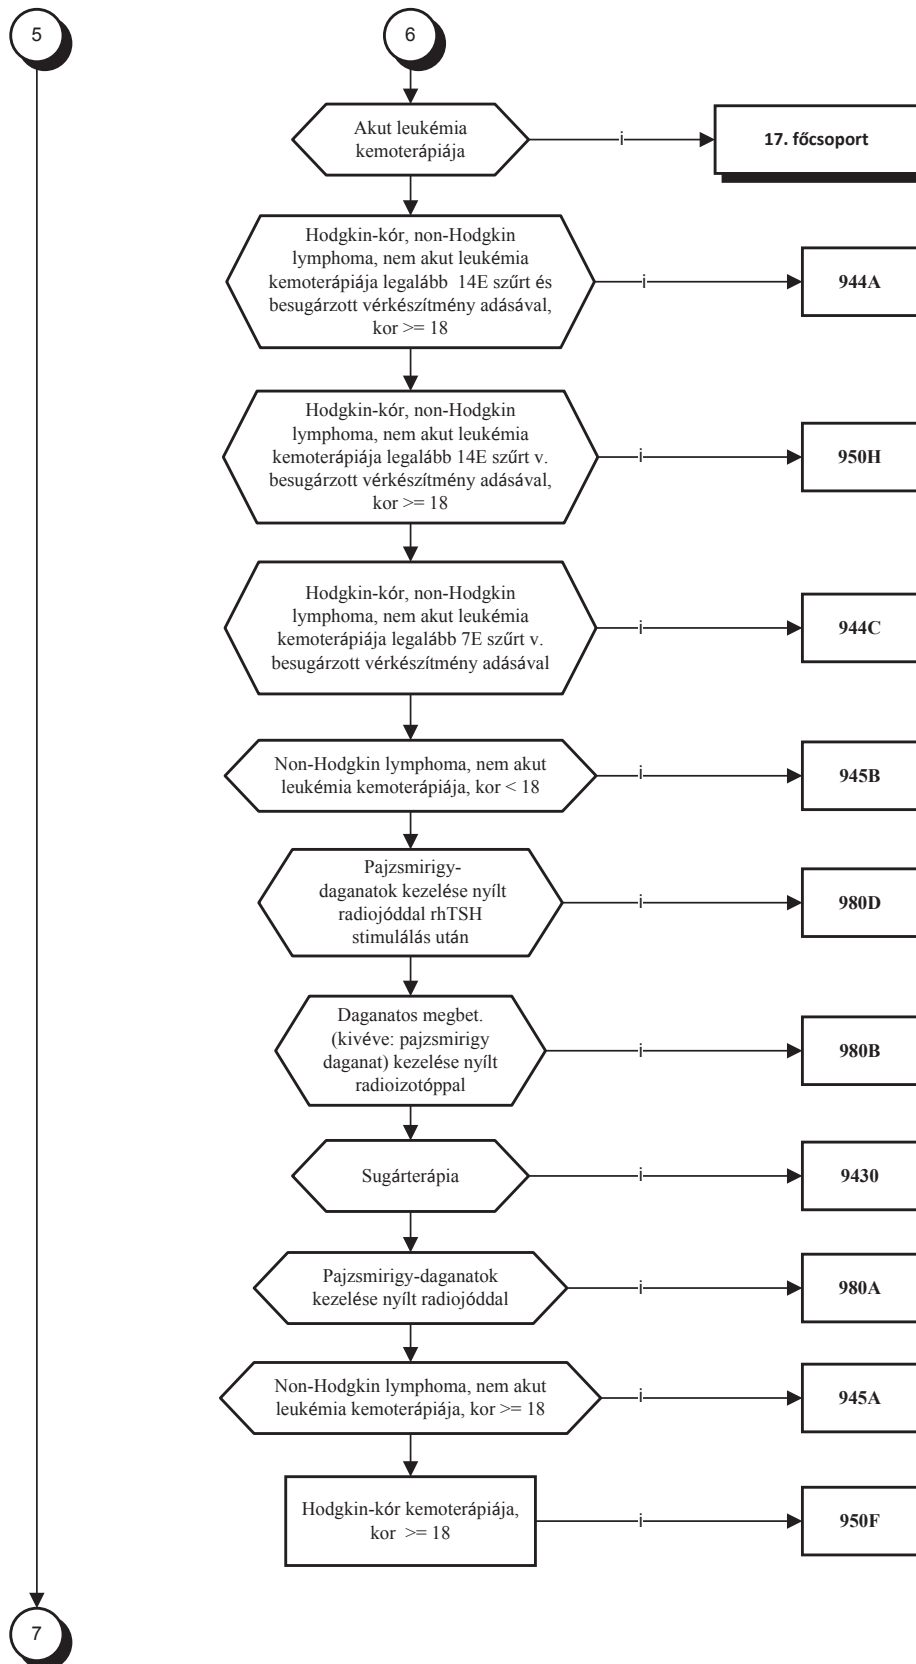 5
6
Akut leukémia
kemoterápiája
i
17. főcsoport
Hodgkin-kór, non-Hodgkin
lymphoma, nem akut leukémia
kemoterápiája legalább  14E szűrt és
besugárzott vérkészítmény adásával,
kor >= 18
i
944A
Hodgkin-kór, non-Hodgkin
lymphoma, nem akut leukémia
kemoterápiája legalább 14E szűrt v.
besugárzott vérkészítmény adásával,
kor >= 18
i
950H
Hodgkin-kór, non-Hodgkin
lymphoma, nem akut leukémia
kemoterápiája legalább 7E szűrt v.
besugárzott vérkészítmény adásával
i
944C
Non-Hodgkin lymphoma, nem akut
leukémia kemoterápiája, kor < 18
i
945B
Pajzsmirigy-
daganatok kezelése nyílt
radiojóddal rhTSH
stimulálás után
i
980D
Daganatos megbet.
(kivéve: pajzsmirigy
daganat) kezelése nyílt
radioizotóppal
i
980B
Sugárterápia
i
9430
Pajzsmirigy-daganatok
kezelése nyílt radiojóddal
i
980A
Non-Hodgkin lymphoma, nem akut
leukémia kemoterápiája, kor >= 18
i
945A
Hodgkin-kór kemoterápiája,
kor  >= 18
i
950F
7